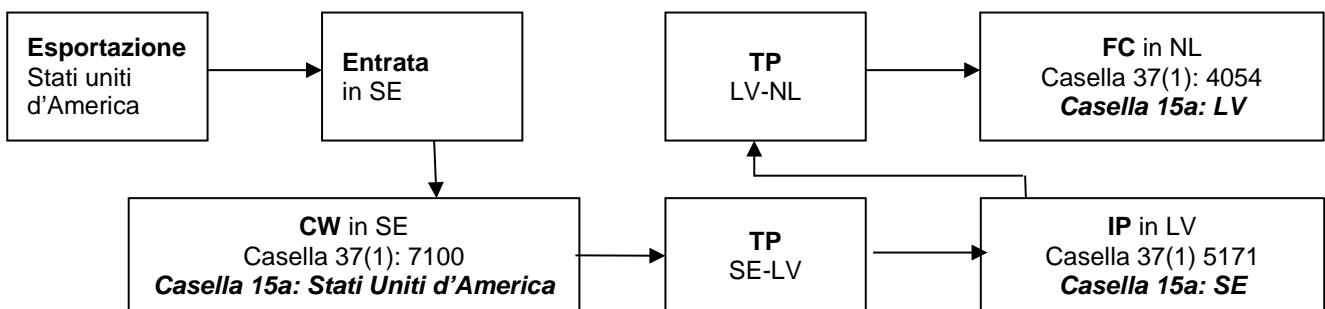 Esportazione
Stati uniti
d’America
Entrata
in SE
TP
LV-NL
FC in NL
Casella 37(1): 4054
Casella 15a: LV
CW in SE
Casella 37(1): 7100
Casella 15a: Stati Uniti d’America
TP
SE-LV
IP in LV
Casella 37(1) 5171
Casella 15a: SE